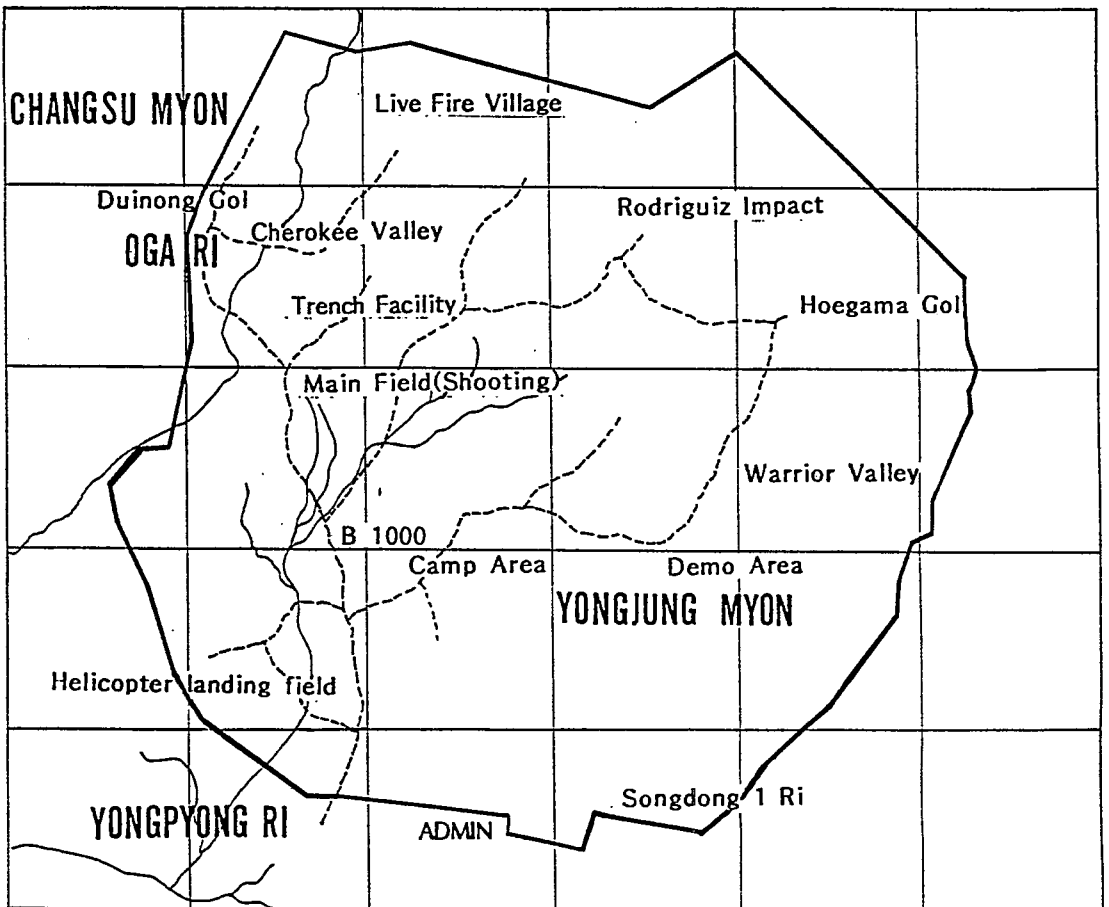 Live Fire Village
CHANGSU MYON
Duinong Gol
Rodriguiz Impact
Cherokee Valley
OGA RI
Trench Facility
Hoegama Gol
Main Field(Shooting)
Warrior Valley
B 1000
Camp Area
Demo Area
YONGJUNG MYON
Helicopter landing field
Songdong 1 Ri
YONGPYONG RI
ADMIN